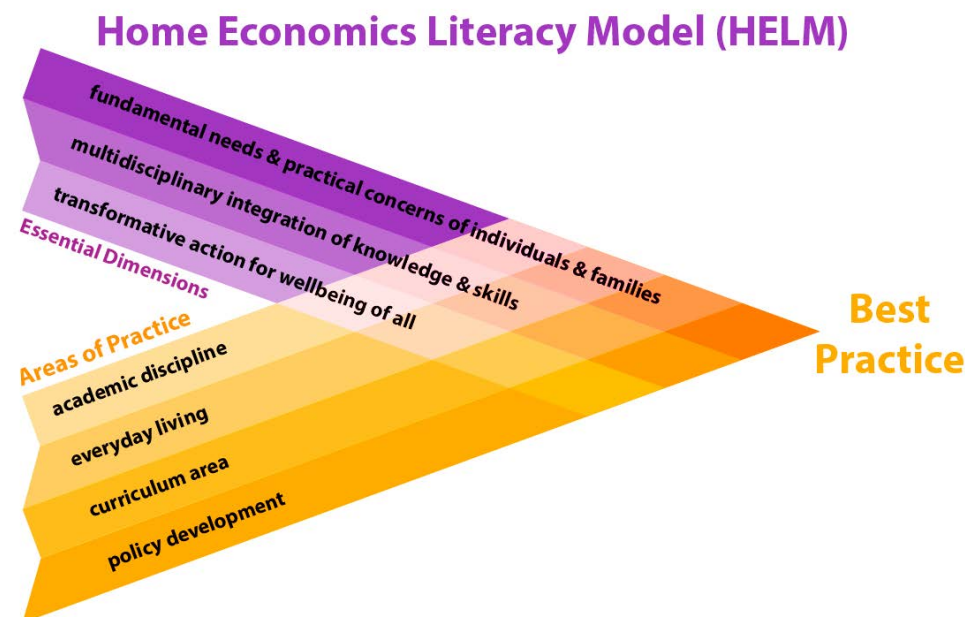 Home Economics Literacy Model (HELM)
fundamental needs & practical concerns of individuals & families
multidisciplinary integration of knowledge & skills
transformative action for wellbeing of all
Essential Dimensions
Areas of Practice
academic discipline
everyday living
curriculum area
policy development
Best
Practice